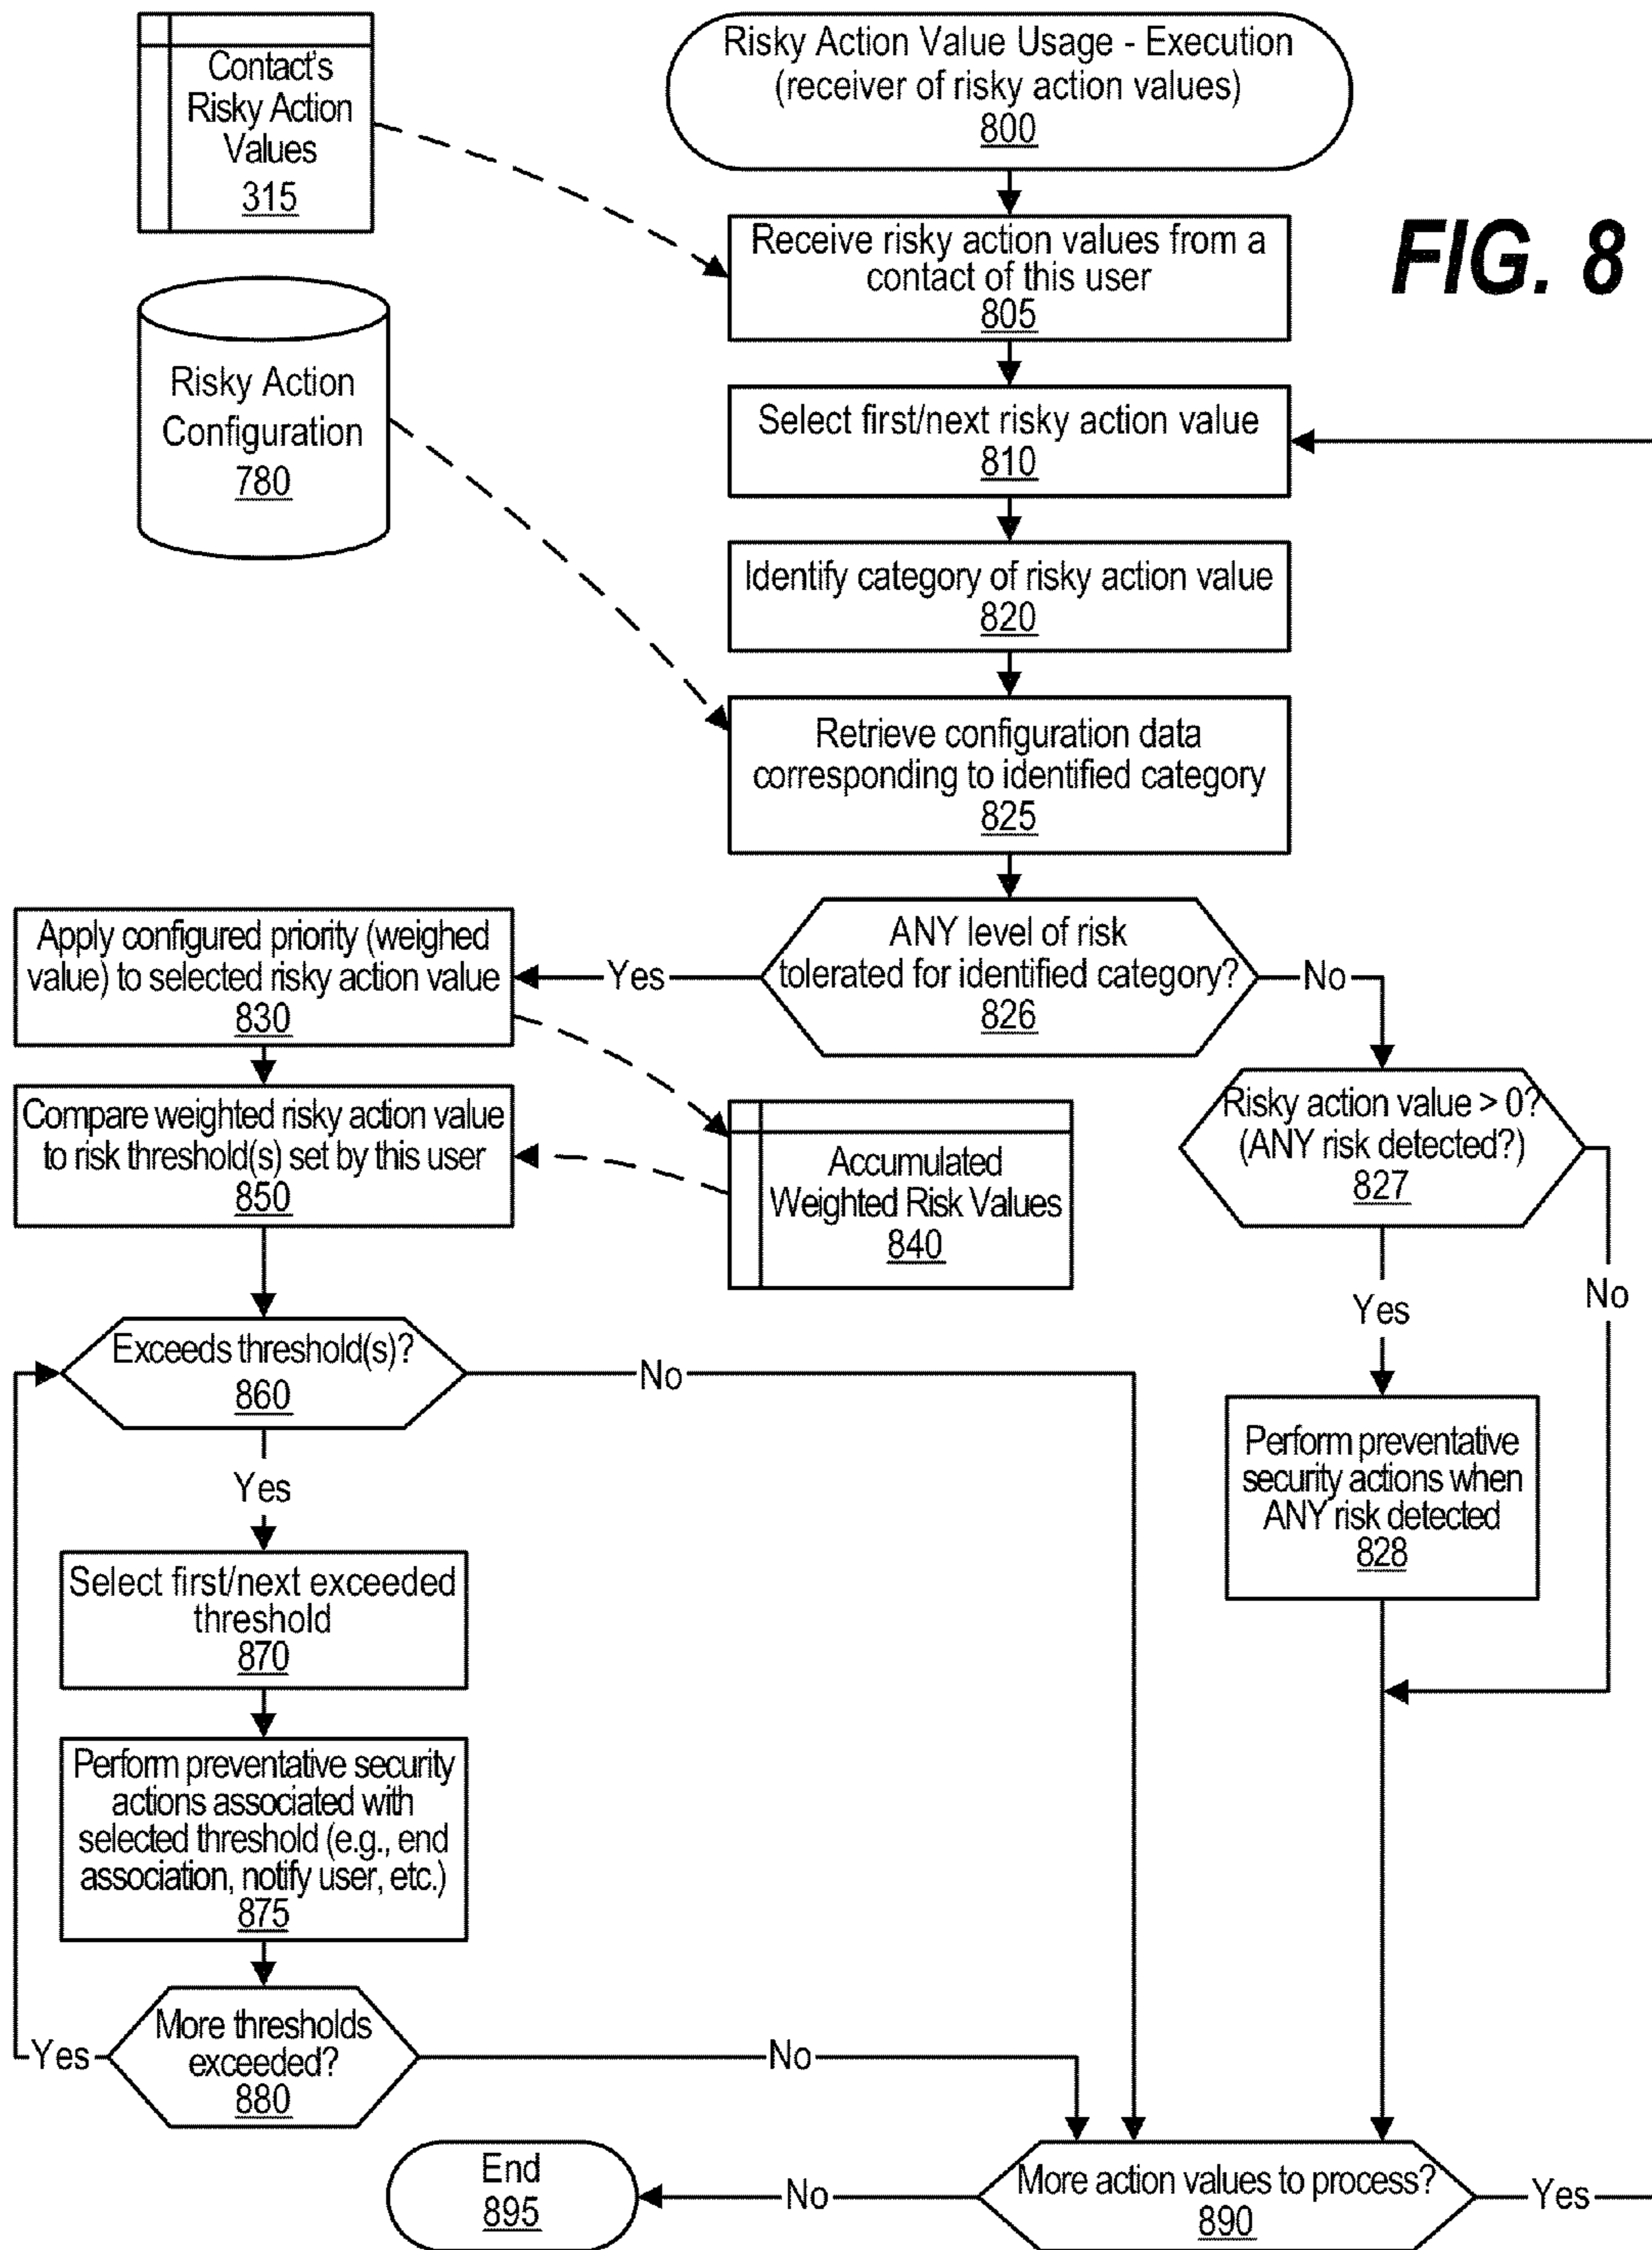 Contact's
Risky Action
Values
315
Risky Action Value Usage - Execution
(receiver of risky action values)
800
FIG. 8
Receive risky action values from a
contact of this user
805
Risky Action
Configuration
780
Select first/next risky action value
810
Identify category of risky action value
820
Retrieve configuration data
corresponding to identified category
825
ANY level of risk
tolerated for identified category?
826
Yes
No
Apply configured priority (weighed
value) to selected risky action value
830
Compare weighted risky action value
to risk threshold(s) set by this user
850
Accumulated
Weighted Risk Values
840
Risky action value > 0?
(ANY risk detected?)
827
Yes
No
Exceeds threshold(s)?
860
No
Yes
Perform preventative
security actions when
ANY risk detected
828
Select first/next exceeded
threshold
870
Perform preventative security
actions associated with
selected threshold (e.g., end
association, notify user, etc.)
875
More thresholds
exceeded?
880
Yes
No
End
895
No
More action values to process?
890
Yes